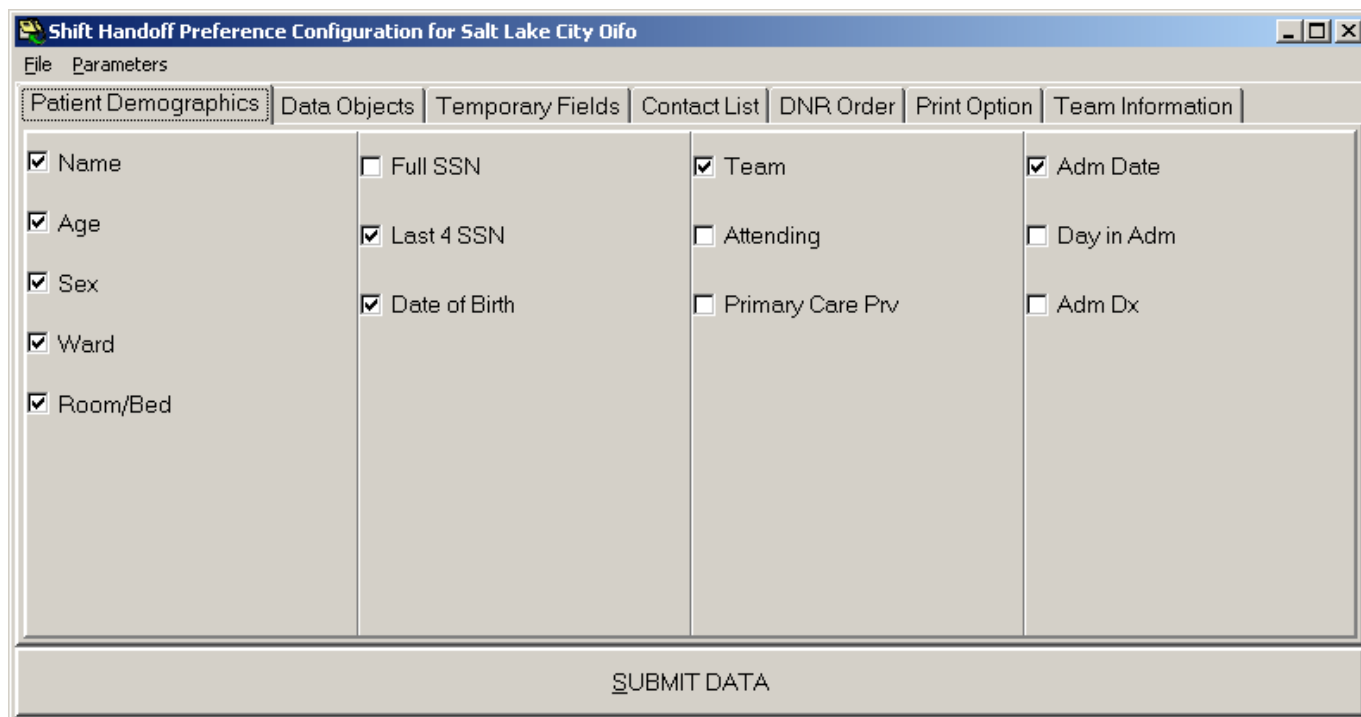 Shift Handoff Preference Configuration for Salt Lake City Oifo
File Parameters
Patient Demographics Data Objects Temporary Fields Contact List DNR Order Print Option Team Information
Name Full SSN Team Adm Date
Age Last 4 SSN Attending Day in Adm
Sex Date of Birth Primary Care Prv Adm Dx
Ward
Room/Bed
SUBMIT DATA